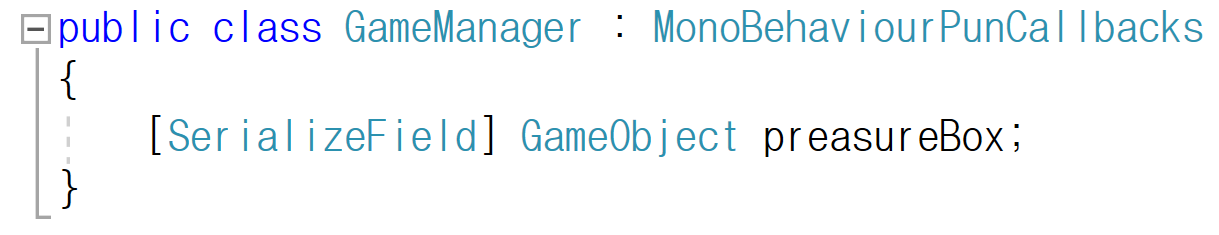 public class GameManager : MonoBehaviourPunCallbacks
{
[SerializeField] GameObject preasureBox;
}